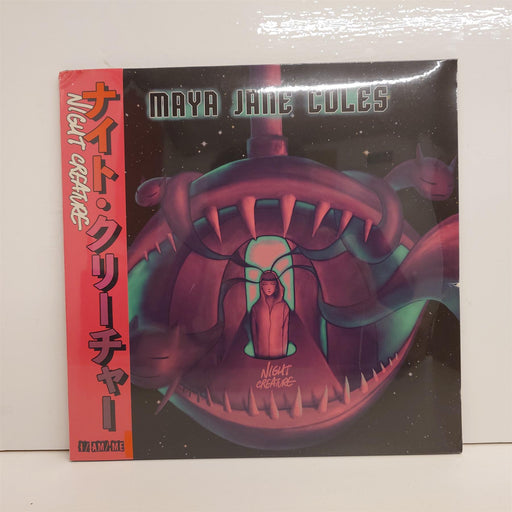 ナイト・クリーチャー
NIGHT CREATURE
I/AM/ME
MAYA JANE COLES
NIGHT
CREATURE